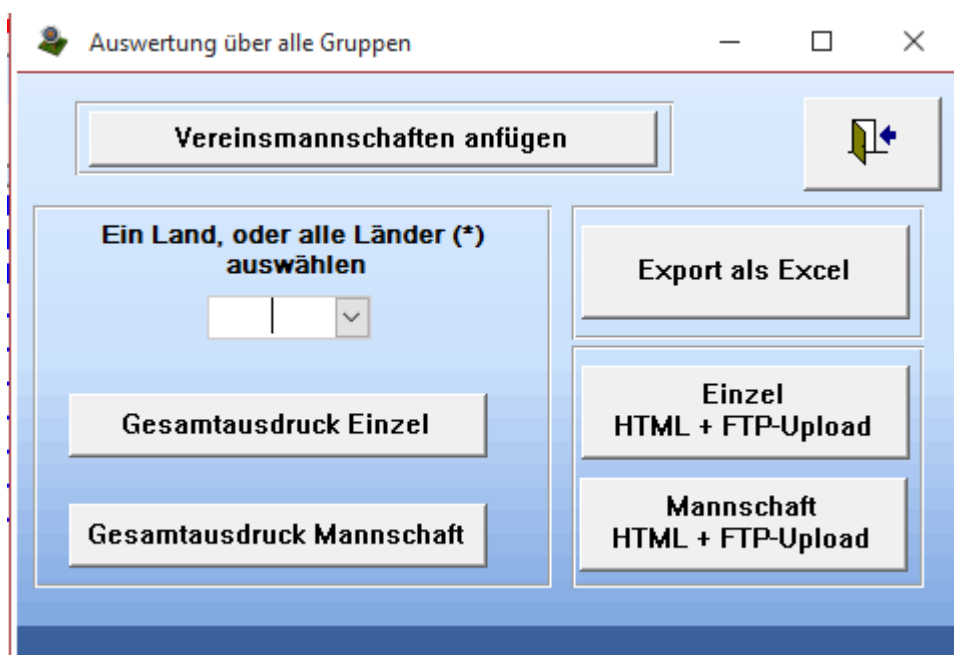 Auswertung über alle Gruppen
Vereinsmannschaften anfügen
Ein Land, oder alle Länder (*)
auswählen
Gesamtausdruck Einzel
Gesamtausdruck Mannschaft
Export als Excel
Einzel
HTML + FTP-Upload
Mannschaft
HTML + FTP-Upload